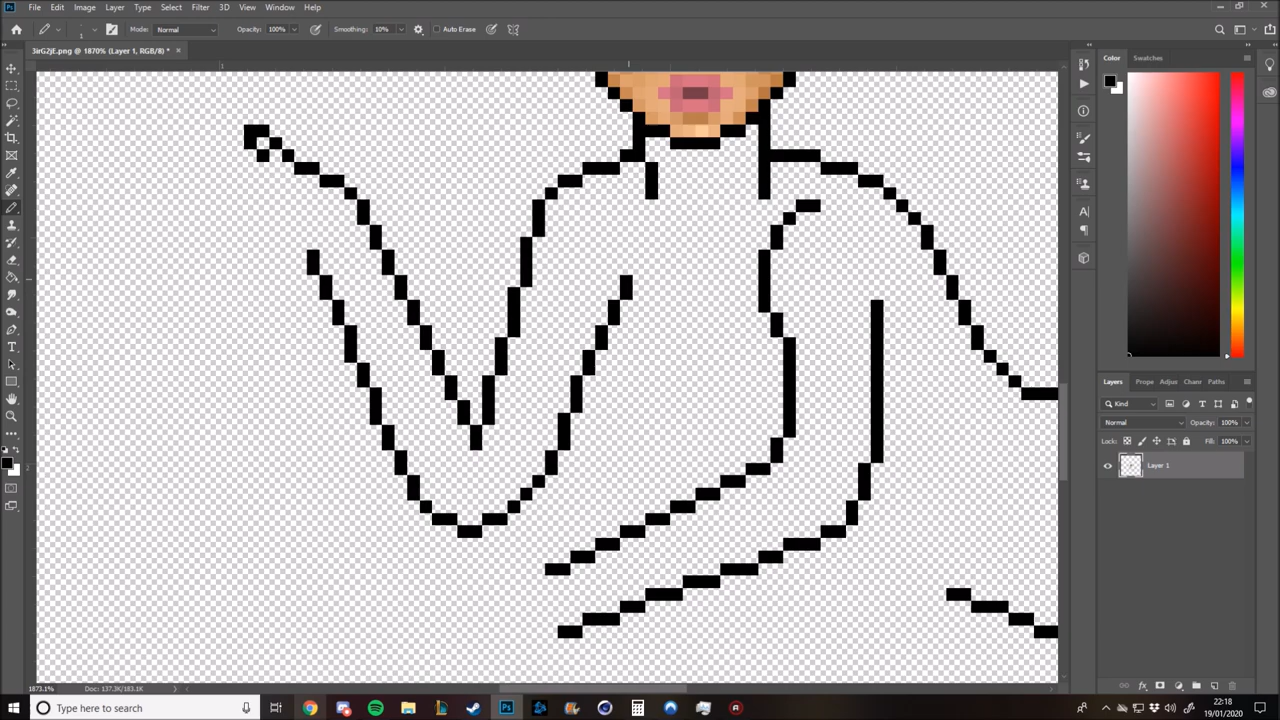 File Edit Image Layer Type Select Filter 3D View Window Help
Mode: Normal Opacity: 100% Smoothing: 10% Auto Erase
3irG2jE.png @ 1870% (Layer 1, RGB/8) *
Color Swatches
Layers Prope Adjus Chann Paths
Kind
Normal Opacity: 100%
Lock: Fill: 100%
Layer 1
1873.1% Doc: 137.3K/183.1K
Type here to search
22:18
19/01/2020